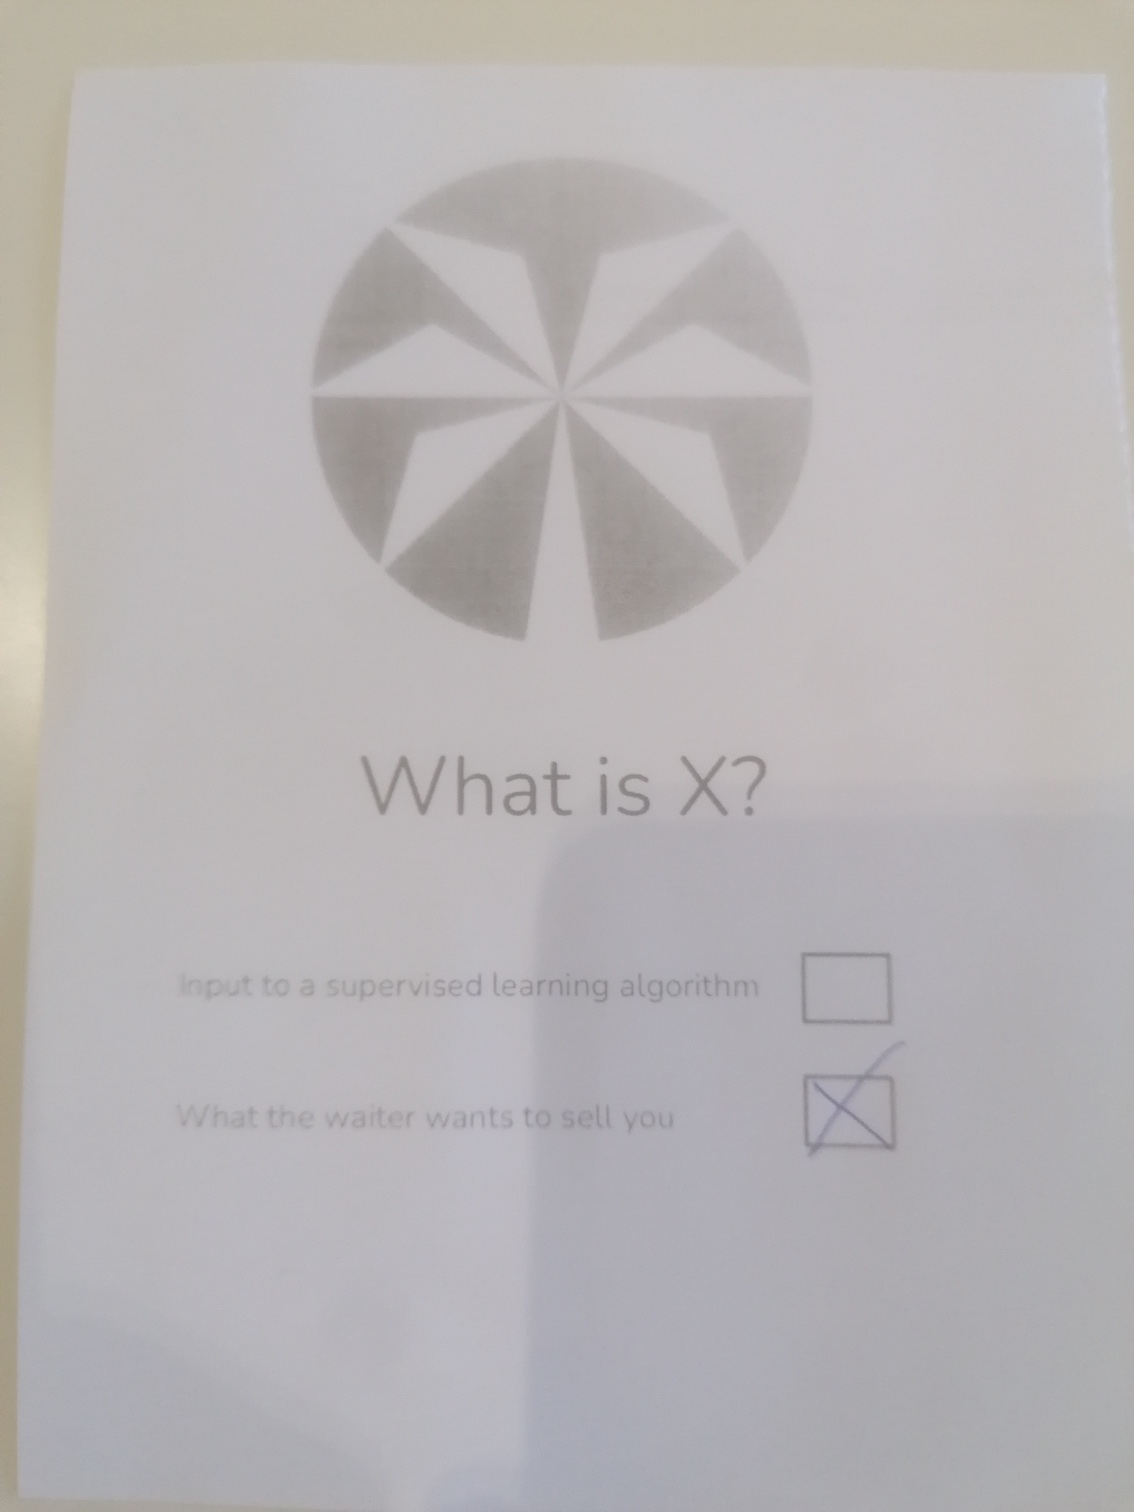 What is X?
Input to a supervised learning algorithm
What the waiter wants to sell you